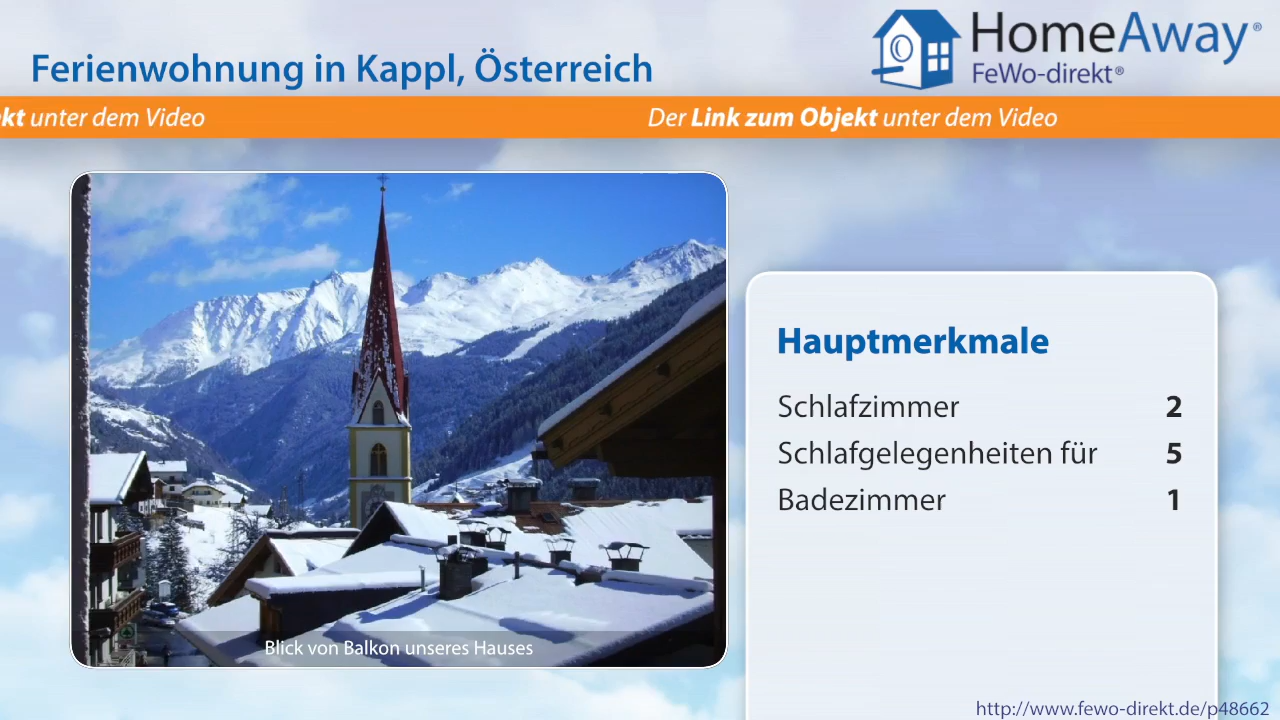 Ferienwohnung in Kappl, Österreich
HomeAway®
FeWo-direkt®
kt unter dem Video
Der Link zum Objekt unter dem Video
Blick von Balkon unseres Hauses
Hauptmerkmale
Schlafzimmer 2
Schlafgelegenheiten für 5
Badezimmer 1
http://www.fewo-direkt.de/p48662